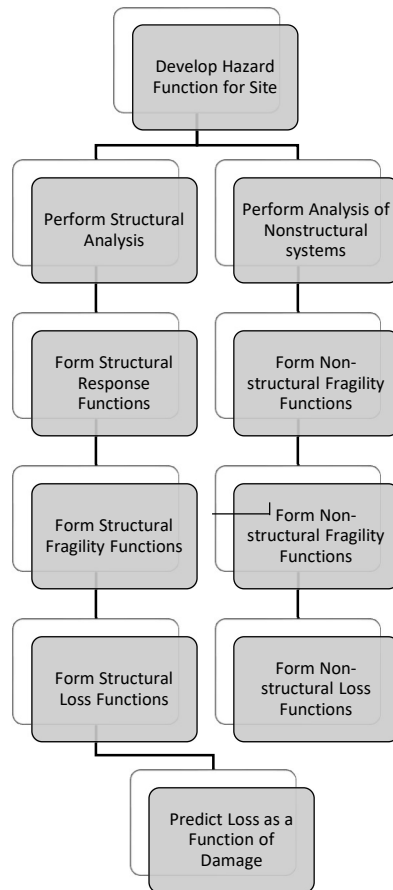 Develop Hazard
Function for Site
Perform Structural
Analysis
Perform Analysis of
Nonstructural
systems
Form Structural
Response
Functions
Form Non-
structural Fragility
Functions
Form Structural
Fragility Functions
Form Non-
structural Fragility
Functions
Form Structural
Loss Functions
Form Non-
structural Loss
Functions
Predict Loss as a
Function of
Damage